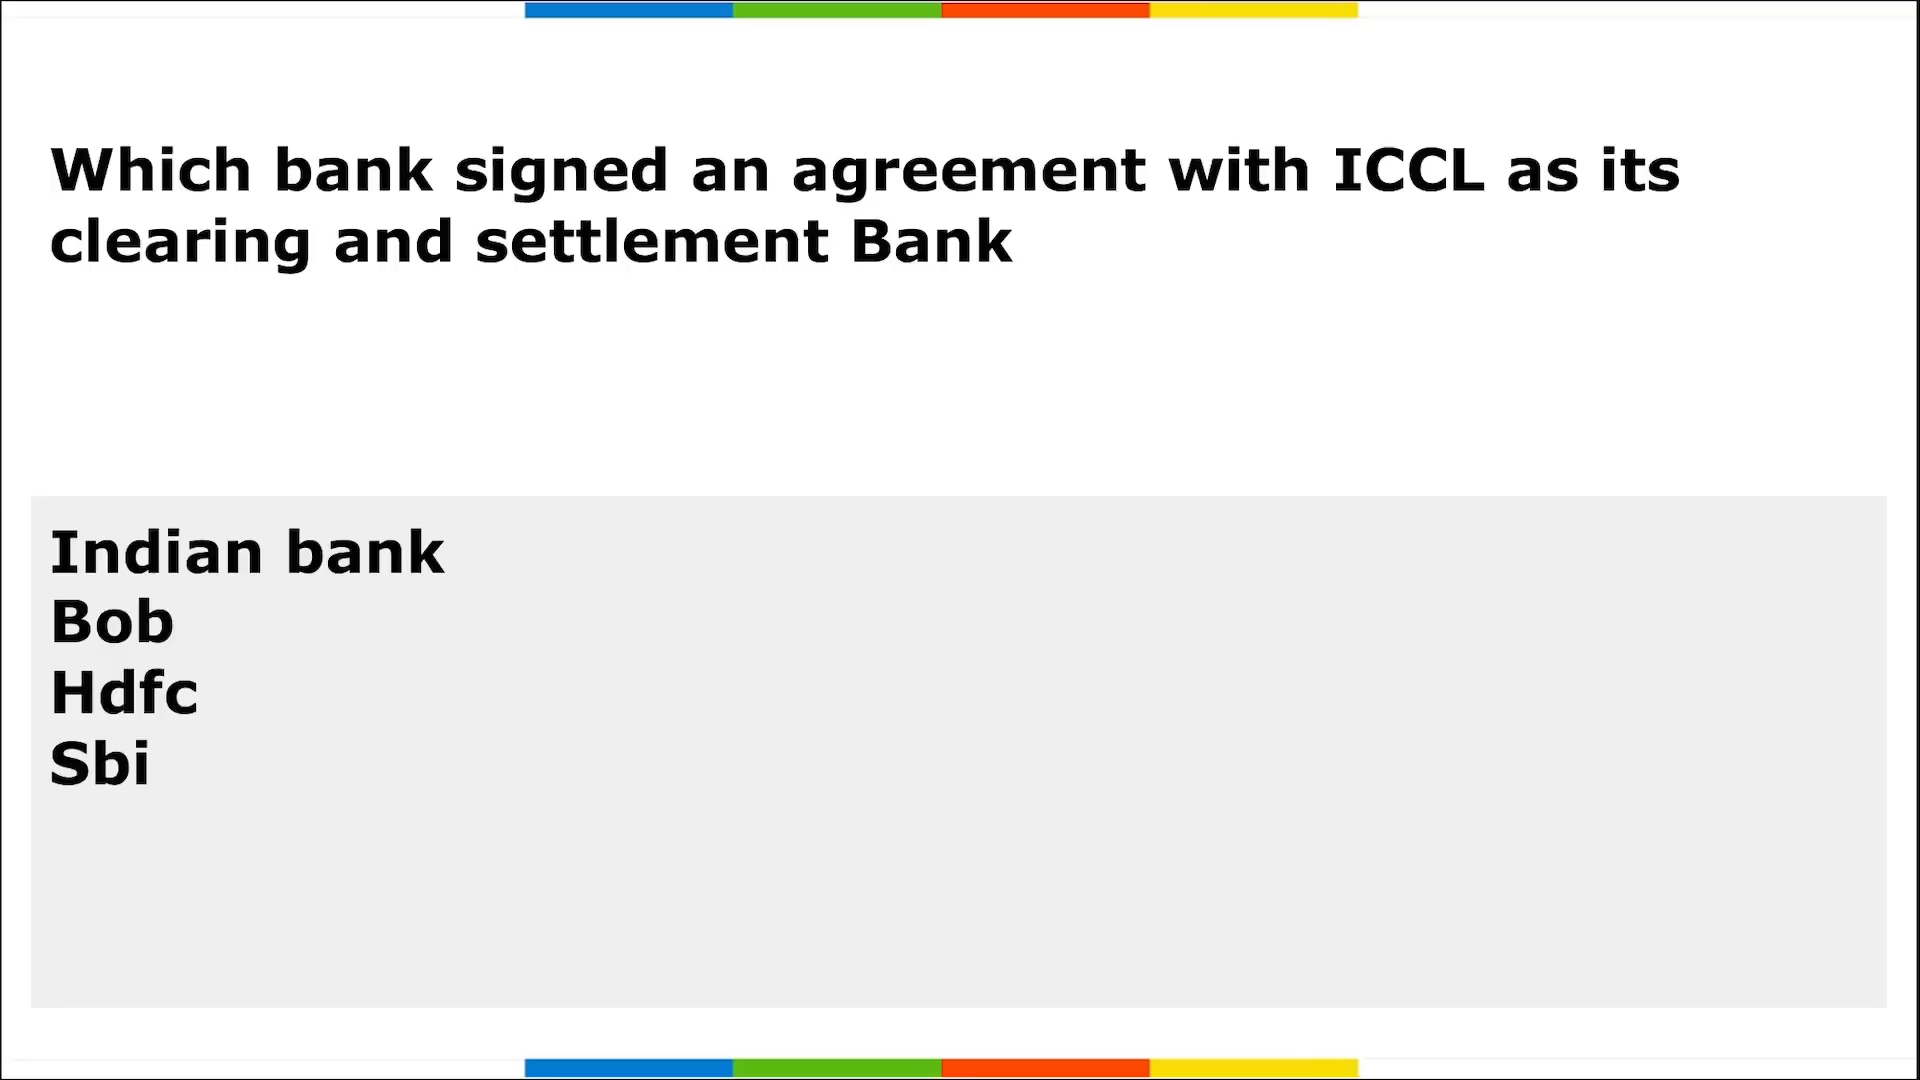 Which bank signed an agreement with ICCL as its
clearing and settlement Bank
Indian bank
Bob
Hdfc
Sbi